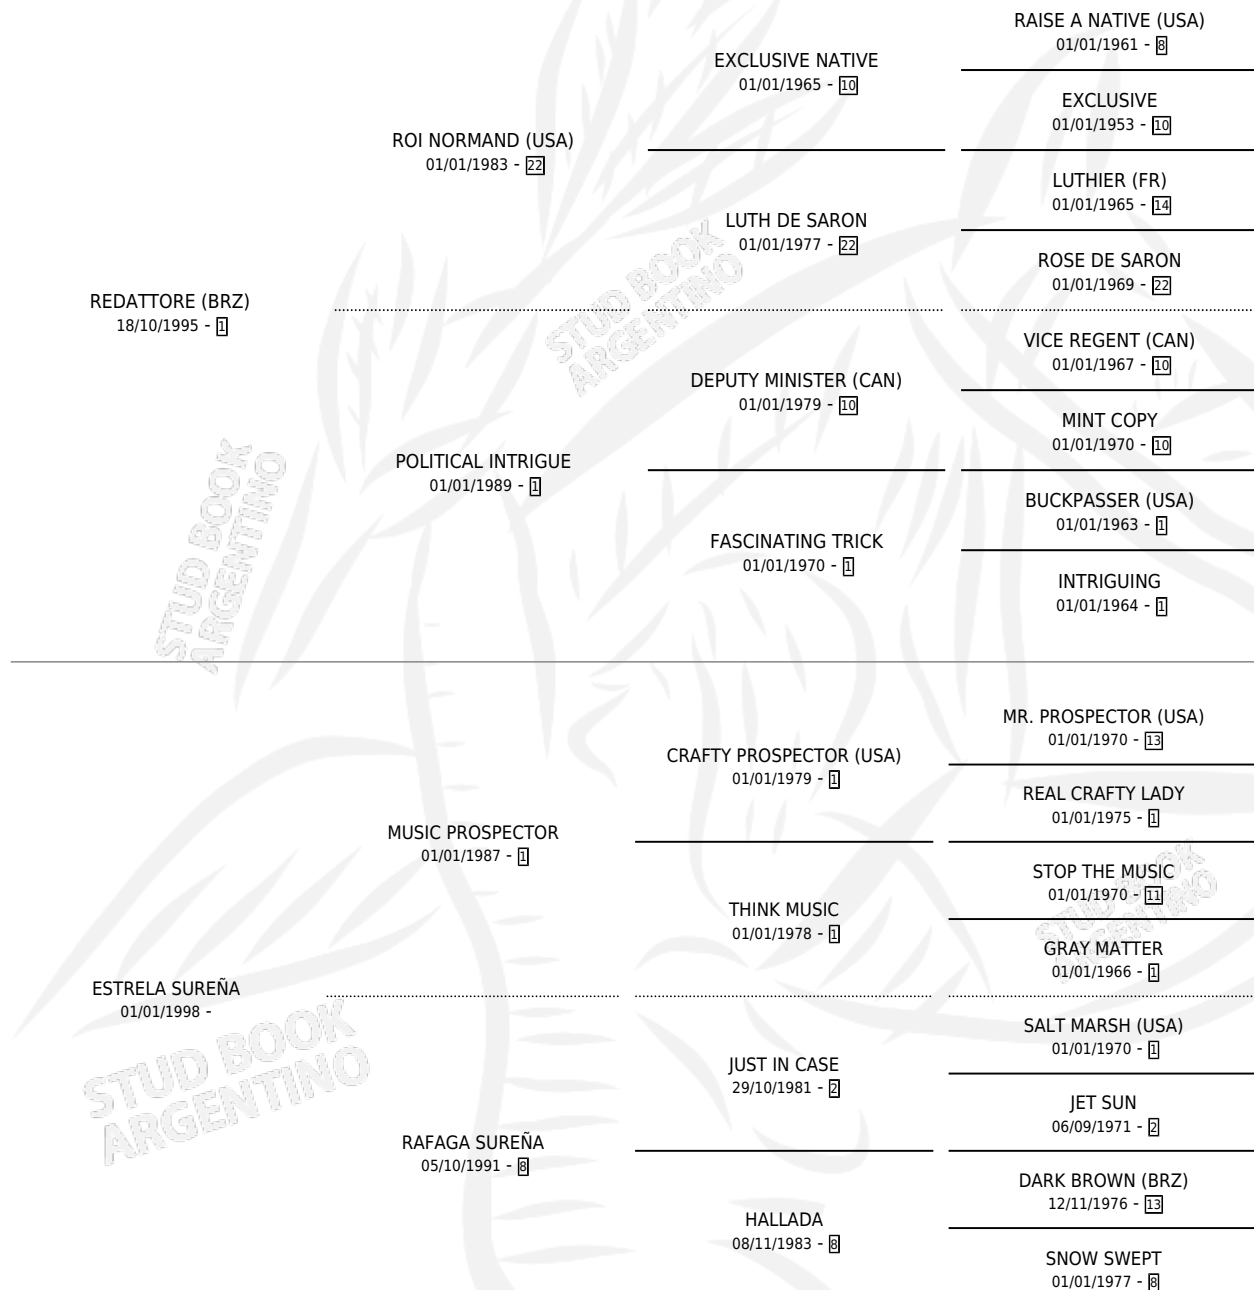 RAISE A NATIVE (USA)
01/01/1961 - 8
EXCLUSIVE NATIVE
01/01/1965 - 10
EXCLUSIVE
01/01/1953 - 10
ROI NORMAND (USA)
01/01/1983 - 22
LUTHIER (FR)
01/01/1965 - 14
LUTH DE SARON
01/01/1977 - 22
ROSE DE SARON
01/01/1969 - 22
REDATTORE (BRZ)
18/10/1995 - 1
VICE REGENT (CAN)
01/01/1967 - 10
DEPUTY MINISTER (CAN)
01/01/1979 - 10
MINT COPY
01/01/1970 - 10
POLITICAL INTRIGUE
01/01/1989 - 1
BUCKPASSER (USA)
01/01/1963 - 1
FASCINATING TRICK
01/01/1970 - 1
INTRIGUING
01/01/1964 - 1
MR. PROSPECTOR (USA)
01/01/1970 - 13
CRAFTY PROSPECTOR (USA)
01/01/1979 - 1
REAL CRAFTY LADY
01/01/1975 - 1
MUSIC PROSPECTOR
01/01/1987 - 1
STOP THE MUSIC
01/01/1970 - 11
THINK MUSIC
01/01/1978 - 1
GRAY MATTER
01/01/1966 - 1
ESTRELA SUREÑA
01/01/1998 -
SALT MARSH (USA)
01/01/1970 - 1
JUST IN CASE
29/10/1981 - 2
JET SUN
06/09/1971 - 2
RAFAGA SUREÑA
05/10/1991 - 8
DARK BROWN (BRZ)
12/11/1976 - 13
HALLADA
08/11/1983 - 8
SNOW SWEPT
01/01/1977 - 8
STUD BOOK
ARGENTINO
STUD BOOK
ARGENTINO
STUD BOOK
ARGENTINO
STUD BOOK
ARGENTINO